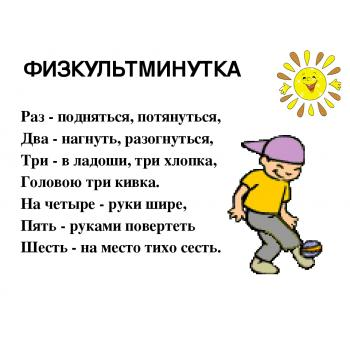 ФИЗКУЛЬТМИНУТКА
Раз - подняться, потянуться,
Два - нагнуть, разогнуться,
Три - в ладоши, три хлопка,
Головою три кивка.
На четыре - руки шире,
Пять - руками повертеть
Шесть - на место тихо сесть.